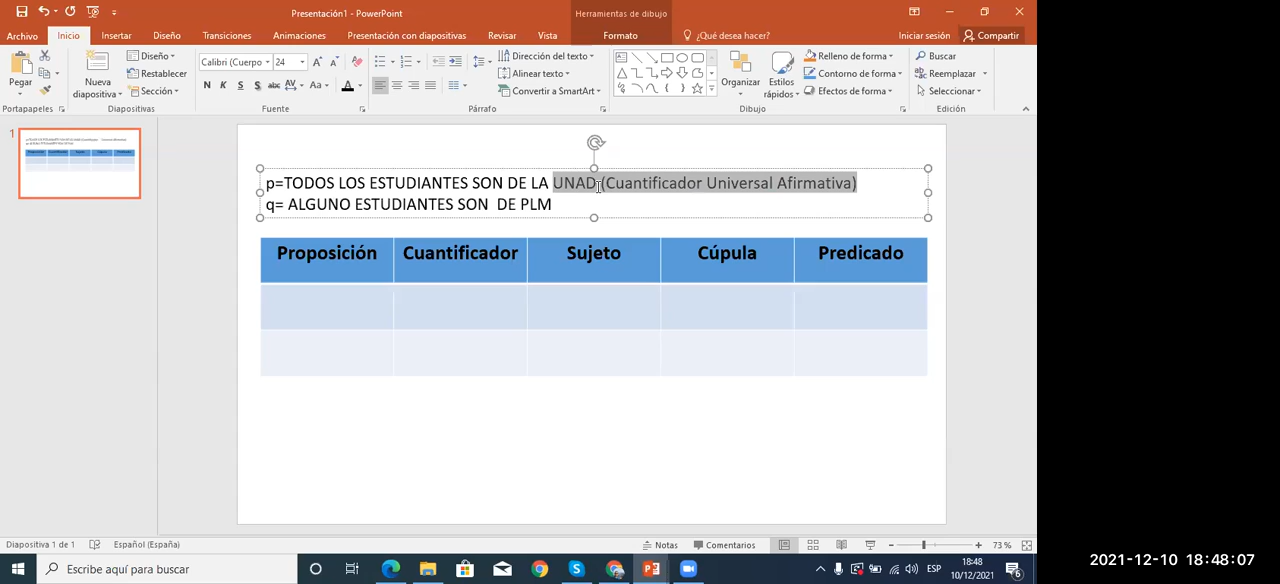 Presentación1 - PowerPoint
Herramientas de dibujo
Archivo Inicio Insertar Diseño Transiciones Animaciones Presentación con diapositivas Revisar Vista Formato ¿Qué desea hacer? Iniciar sesión Compartir
Pegar
Nueva diapositiva
Diseño
Restablecer
Sección
Calibri (Cuerpo 24
N K S S abc AV Aa A
Dirección del texto
Alinear texto
Convertir a SmartArt
Organizar
Estilos rápidos
Relleno de forma
Contorno de forma
Efectos de forma
Buscar
Reemplazar
Seleccionar
Portapapeles Diapositivas Fuente Párrafo Dibujo Edición
1
p=TODOS LOS ESTUDIANTES SON DE LA UNAD (Cuantificador Universal Afirmativa)
q= ALGUNO ESTUDIANTES SON DE PLM
Proposición Cuantificador Sujeto Cúpula Predicado
Diapositiva 1 de 1 Español (España) Notas Comentarios 73 %
Escribe aquí para buscar
ESP
18:48
10/12/2021
6
2021-12-10 18:48:07